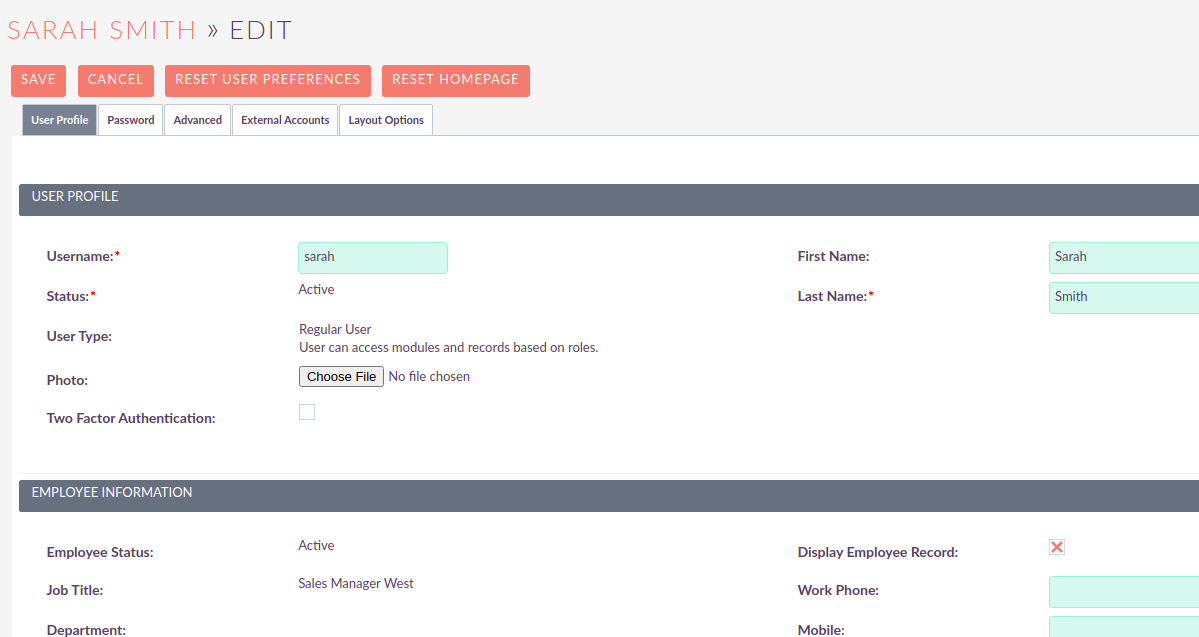 SARAH SMITH » EDIT
SAVE CANCEL RESET USER PREFERENCES RESET HOMEPAGE
User Profile Password Advanced External Accounts Layout Options
USER PROFILE
Username:* sarah First Name: Sarah
Status:* Active Last Name:* Smith
User Type: Regular User
User can access modules and records based on roles.
Photo: Choose File No file chosen
Two Factor Authentication:
EMPLOYEE INFORMATION
Employee Status: Active Display Employee Record:
Job Title: Sales Manager West Work Phone:
Department: Mobile: